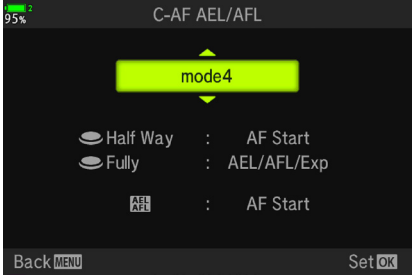 2
95%
C-AF AEL/AFL
mode4
Half Way : AF Start
Fully : AEL/AFL/Exp
AEL
AFL : AF Start
Back MENU Set OK